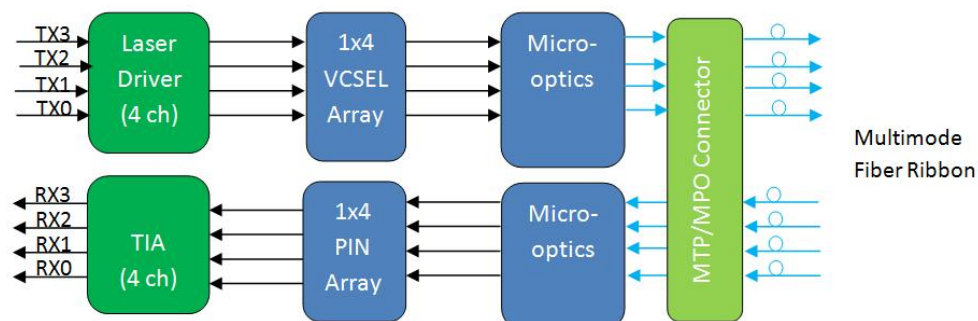 TX3
TX2
TX1
TX0
Laser
Driver
(4 ch)
1x4
VCSEL
Array
Micro-
optics
MTP/MPO Connector
Multimode
Fiber Ribbon
RX3
RX2
RX1
RX0
TIA
(4 ch)
1x4
PIN
Array
Micro-
optics